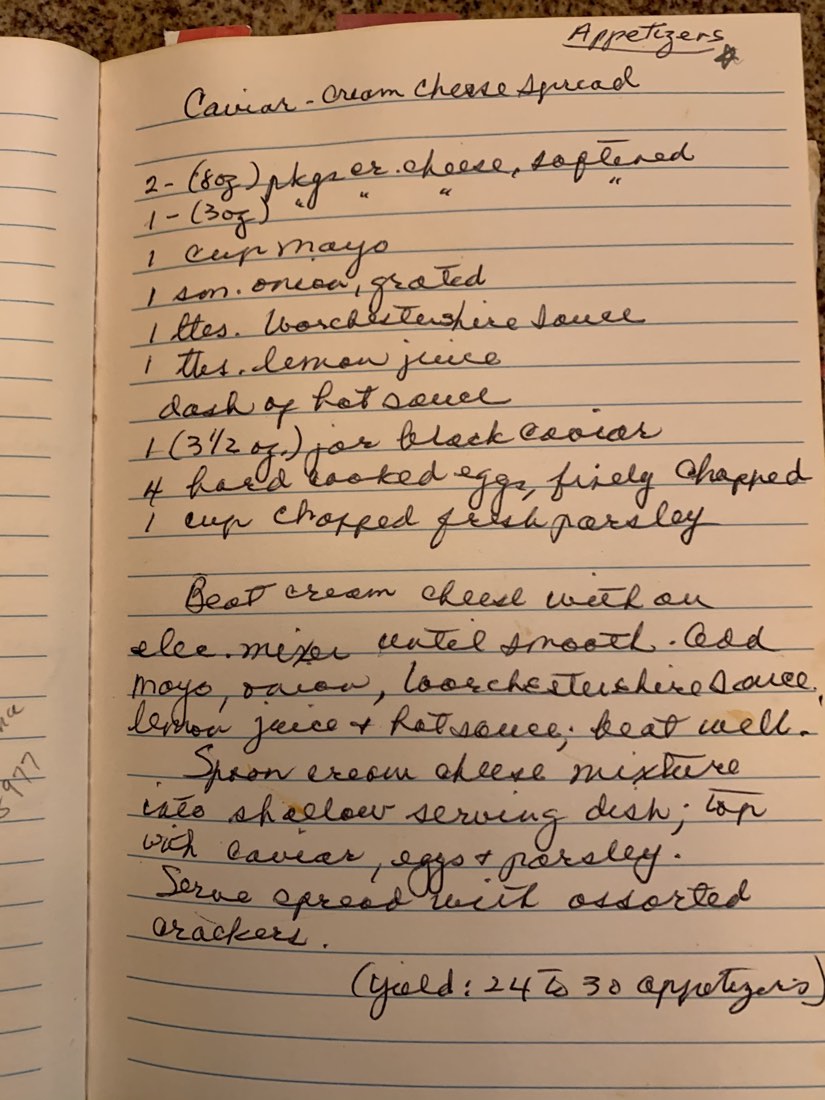 Appetizers
Caviar - Cream Cheese Spread
2 - (8oz) pkgs cr. cheese, softened
1 - (3oz) " " " "
1 cup mayo
1 sm. onion, grated
1 tbs. Worchestershire sauce
1 tbs. lemon juice
dash of hot sauce
1 (3 1/2 oz.) jar black caviar
4 hard cooked eggs, finely chopped
1 cup chopped fresh parsley
Beat cream cheese with an
elec. mixer until smooth. Add
mayo, onion, Worchestershire sauce,
lemon juice + hot sauce; beat well.
Spoon cream cheese mixture
into shallow serving dish; top
with caviar, eggs + parsley.
Serve spread with assorted
crackers.
(yield: 24 to 30 appetizers)